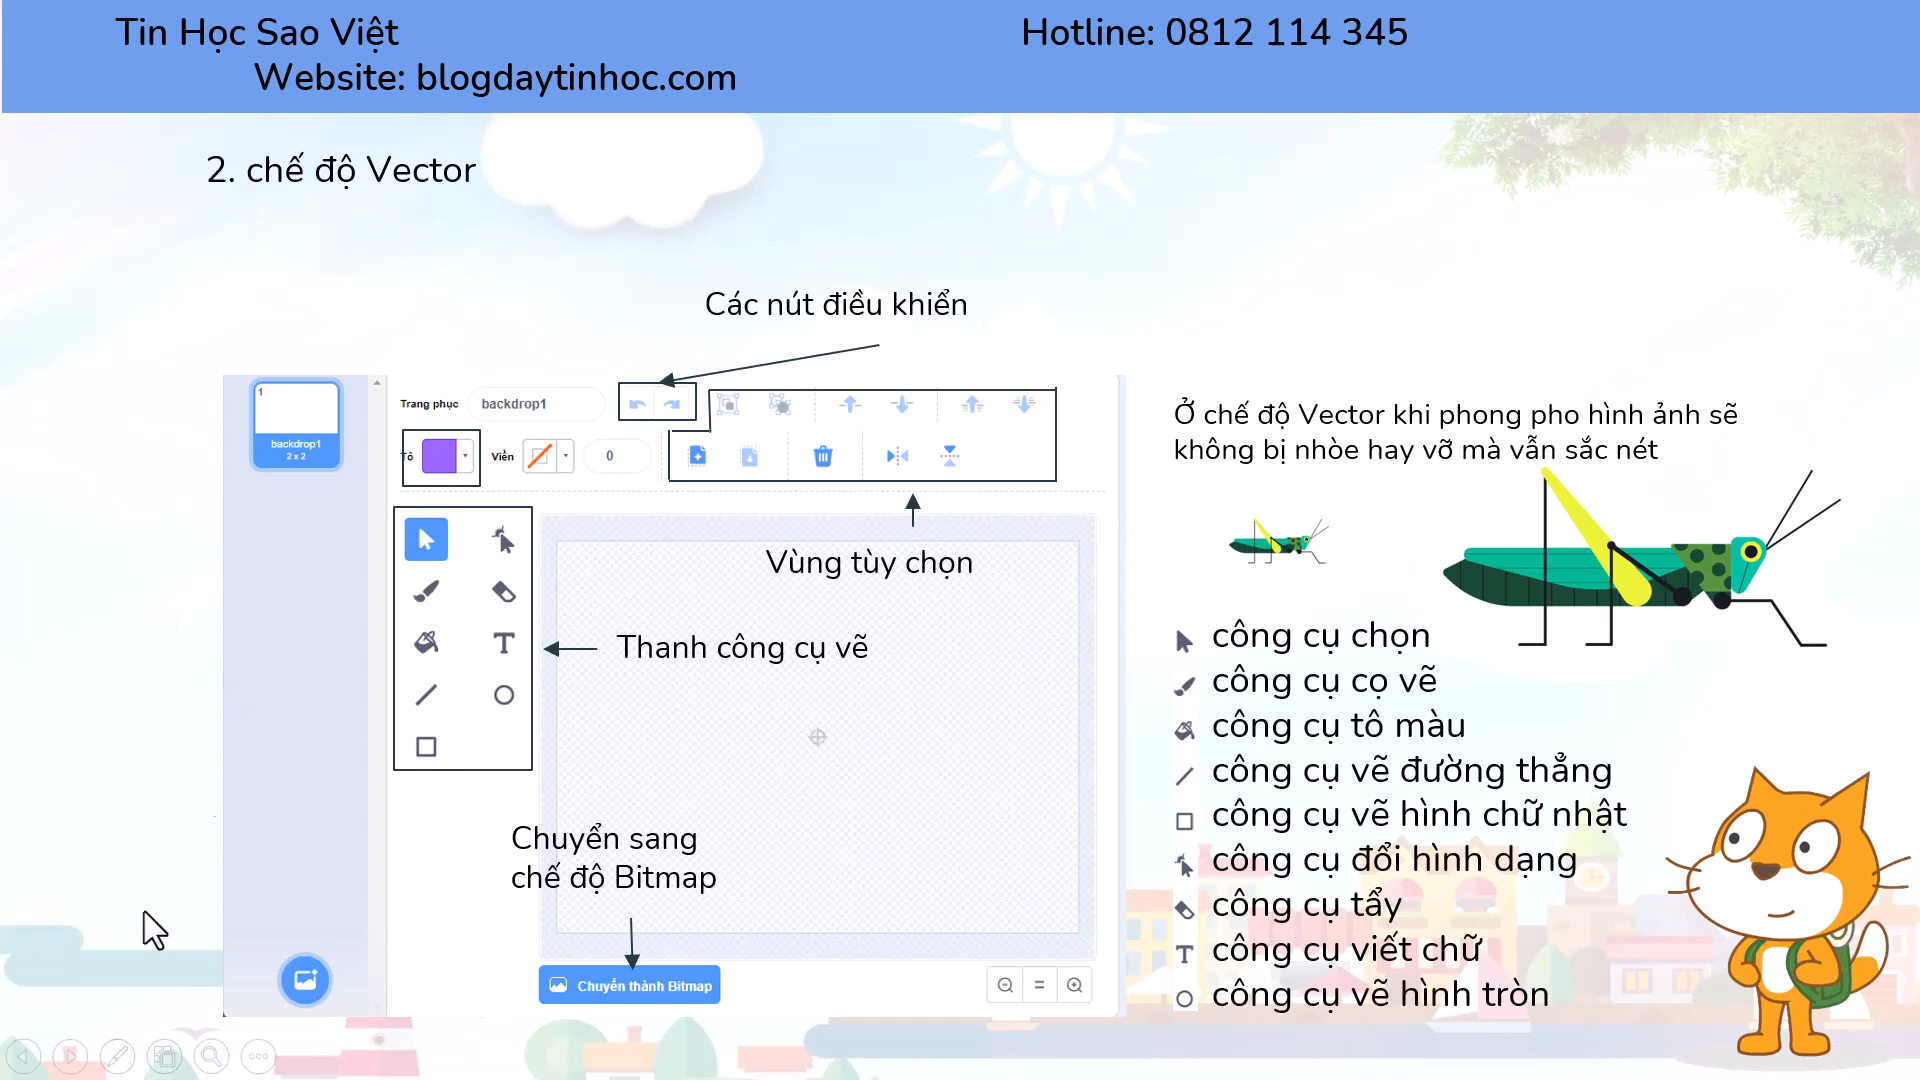 Tin Học Sao Việt
Hotline: 0812 114 345
Website: blogdaytinhoc.com
2. chế độ Vector
Các nút điều khiển
1
backdrop1
2 x 2
Trang phục
backdrop1
Tô
Viền
0
Vùng tùy chọn
Thanh công cụ vẽ
Chuyển sang
chế độ Bitmap
Chuyển thành Bitmap
Ở chế độ Vector khi phong pho hình ảnh sẽ
không bị nhòe hay vỡ mà vẫn sắc nét
công cụ chọn
công cụ cọ vẽ
công cụ tô màu
công cụ vẽ đường thẳng
công cụ vẽ hình chữ nhật
công cụ đổi hình dạng
công cụ tẩy
công cụ viết chữ
công cụ vẽ hình tròn